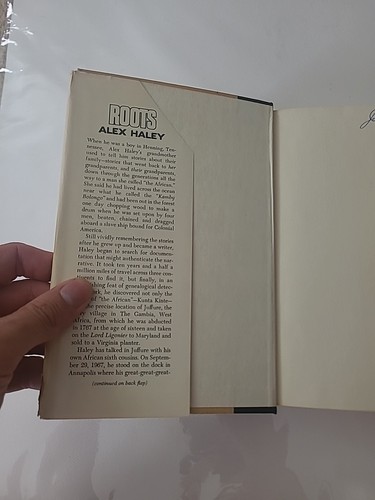 ROOTS
ALEX HALEY
When he was a boy in Henning, Ten-
nessee, Alex Haley's grandmother
used to tell him stories about their
family—stories that went back to her
grandparents, and their grandparents,
down through the generations all the
way to a man she called "the African."
She said he had lived across the ocean
near what he called the "Kamby
Bolongo" and had been out in the forest
one day chopping wood to make a
drum when he was set upon by four
men, beaten, chained and dragged
aboard a slave ship bound for Colonial
America.
Still vividly remembering the stories
after he grew up and became a writer,
Haley began to search for documen-
tation that might authenticate the nar-
rative. It took ten years and a half a
million miles of travel across three con-
tinents to find it, but finally, in an
feat of genealogical detec-
he discovered not only the
of "the African"—Kunta Kinte—
precise location of Juffure, the
village in The Gambia, West
Africa, from which he was abducted
in 1767 at the age of sixteen and taken
on the Lord Ligonier to Maryland and
sold to a Virginia planter.
Haley has talked in Juffure with his
own African sixth cousins. On Septem-
ber 29, 1967, he stood on the dock in
Annapolis where his great-great-great-
(continued on back flap)